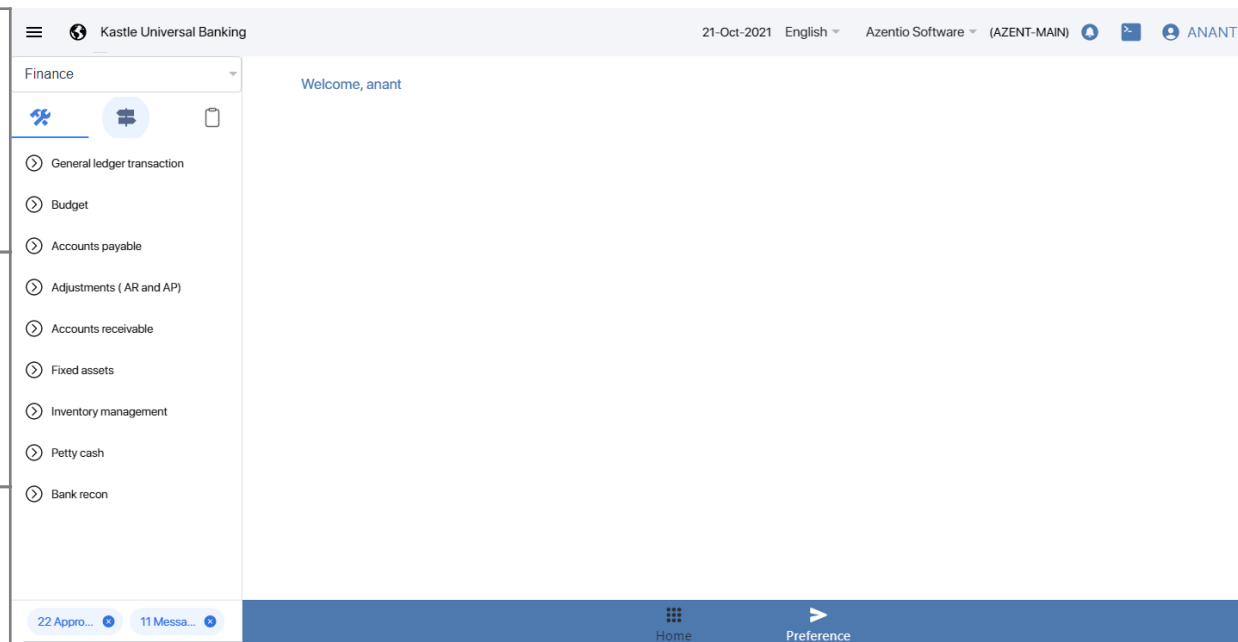 Kastle Universal Banking
21-Oct-2021 English Azentio Software (AZENT-MAIN) ANANT
Finance
Welcome, anant
General ledger transaction
Budget
Accounts payable
Adjustments ( AR and AP)
Accounts receivable
Fixed assets
Inventory management
Petty cash
Bank recon
22 Appro... 11 Messa...
Home Preference